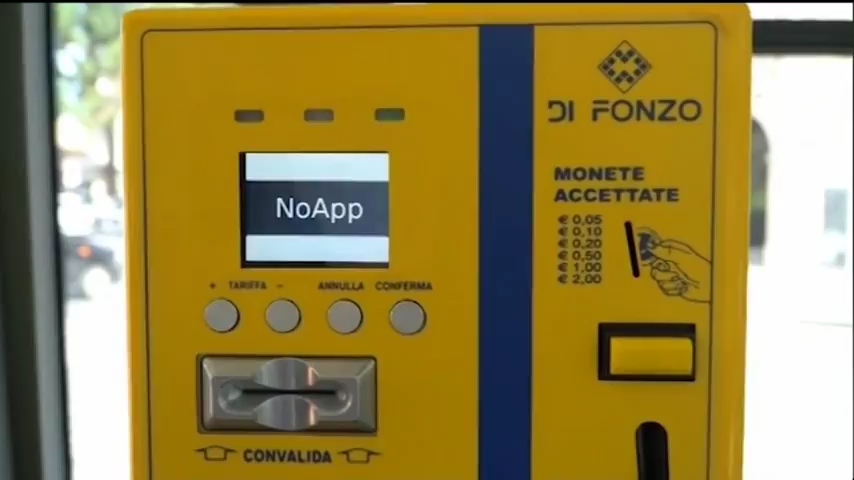 NoApp
+ TARIFFA - ANNULLA CONFERMA
CONVALIDA
DI FONZO
MONETE
ACCETTATE
€ 0,05
€ 0,10
€ 0,20
€ 0,50
€ 1,00
€ 2,00